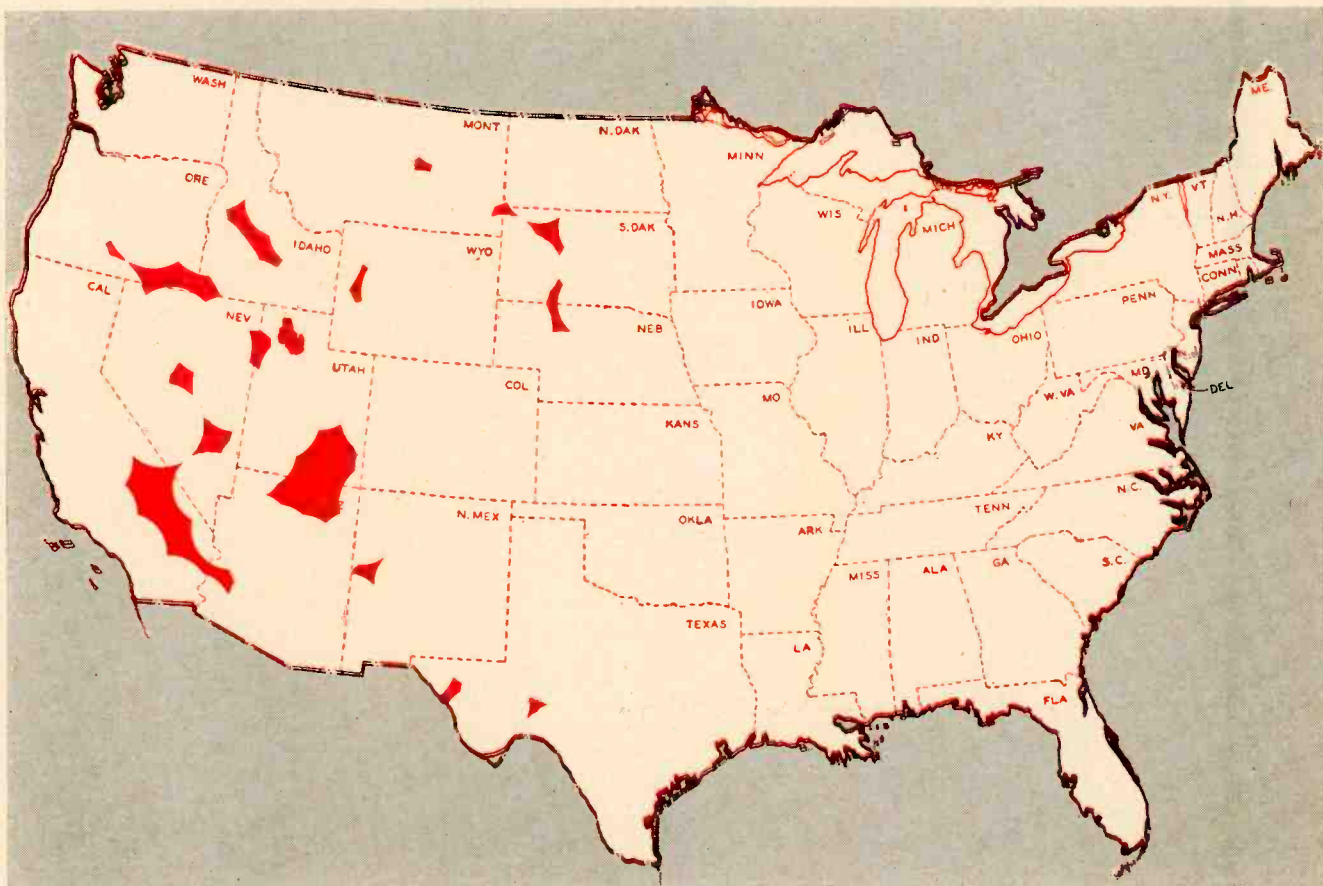 WASH
MONT
N.DAK
MINN
ME.
ORE
IDAHO
WYO
S.DAK
WIS
MICH
N.Y.
VT
N.H.
MASS
CONN
CAL
NEV
UTAH
COL
NEB
IOWA
ILL
IND
OHIO
PENN
MD
DEL
W.VA
VA
KANS
MO
KY
N.MEX
OKLA
ARK
TENN
N.C.
S.C.
TEXAS
LA
MISS
ALA
GA
FLA